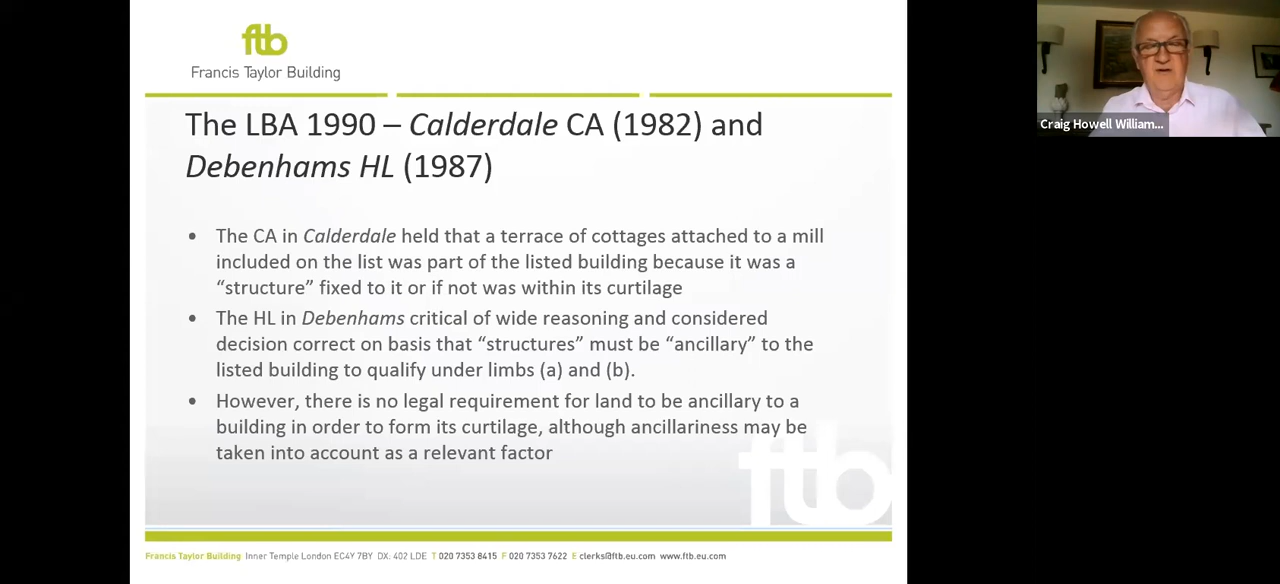 ftb
Francis Taylor Building
Craig Howell William...
The LBA 1990 – Calderdale CA (1982) and
Debenhams HL (1987)
• The CA in Calderdale held that a terrace of cottages attached to a mill
included on the list was part of the listed building because it was a
“structure” fixed to it or if not was within its curtilage
• The HL in Debenhams critical of wide reasoning and considered
decision correct on basis that “structures” must be “ancillary” to the
listed building to qualify under limbs (a) and (b).
• However, there is no legal requirement for land to be ancillary to a
building in order to form its curtilage, although ancillariness may be
taken into account as a relevant factor
ftb
Francis Taylor Building Inner Temple London EC4Y 7BY DX: 402 LDE T 020 7353 8415 F 020 7353 7622 E clerks@ftb.eu.com www.ftb.eu.com